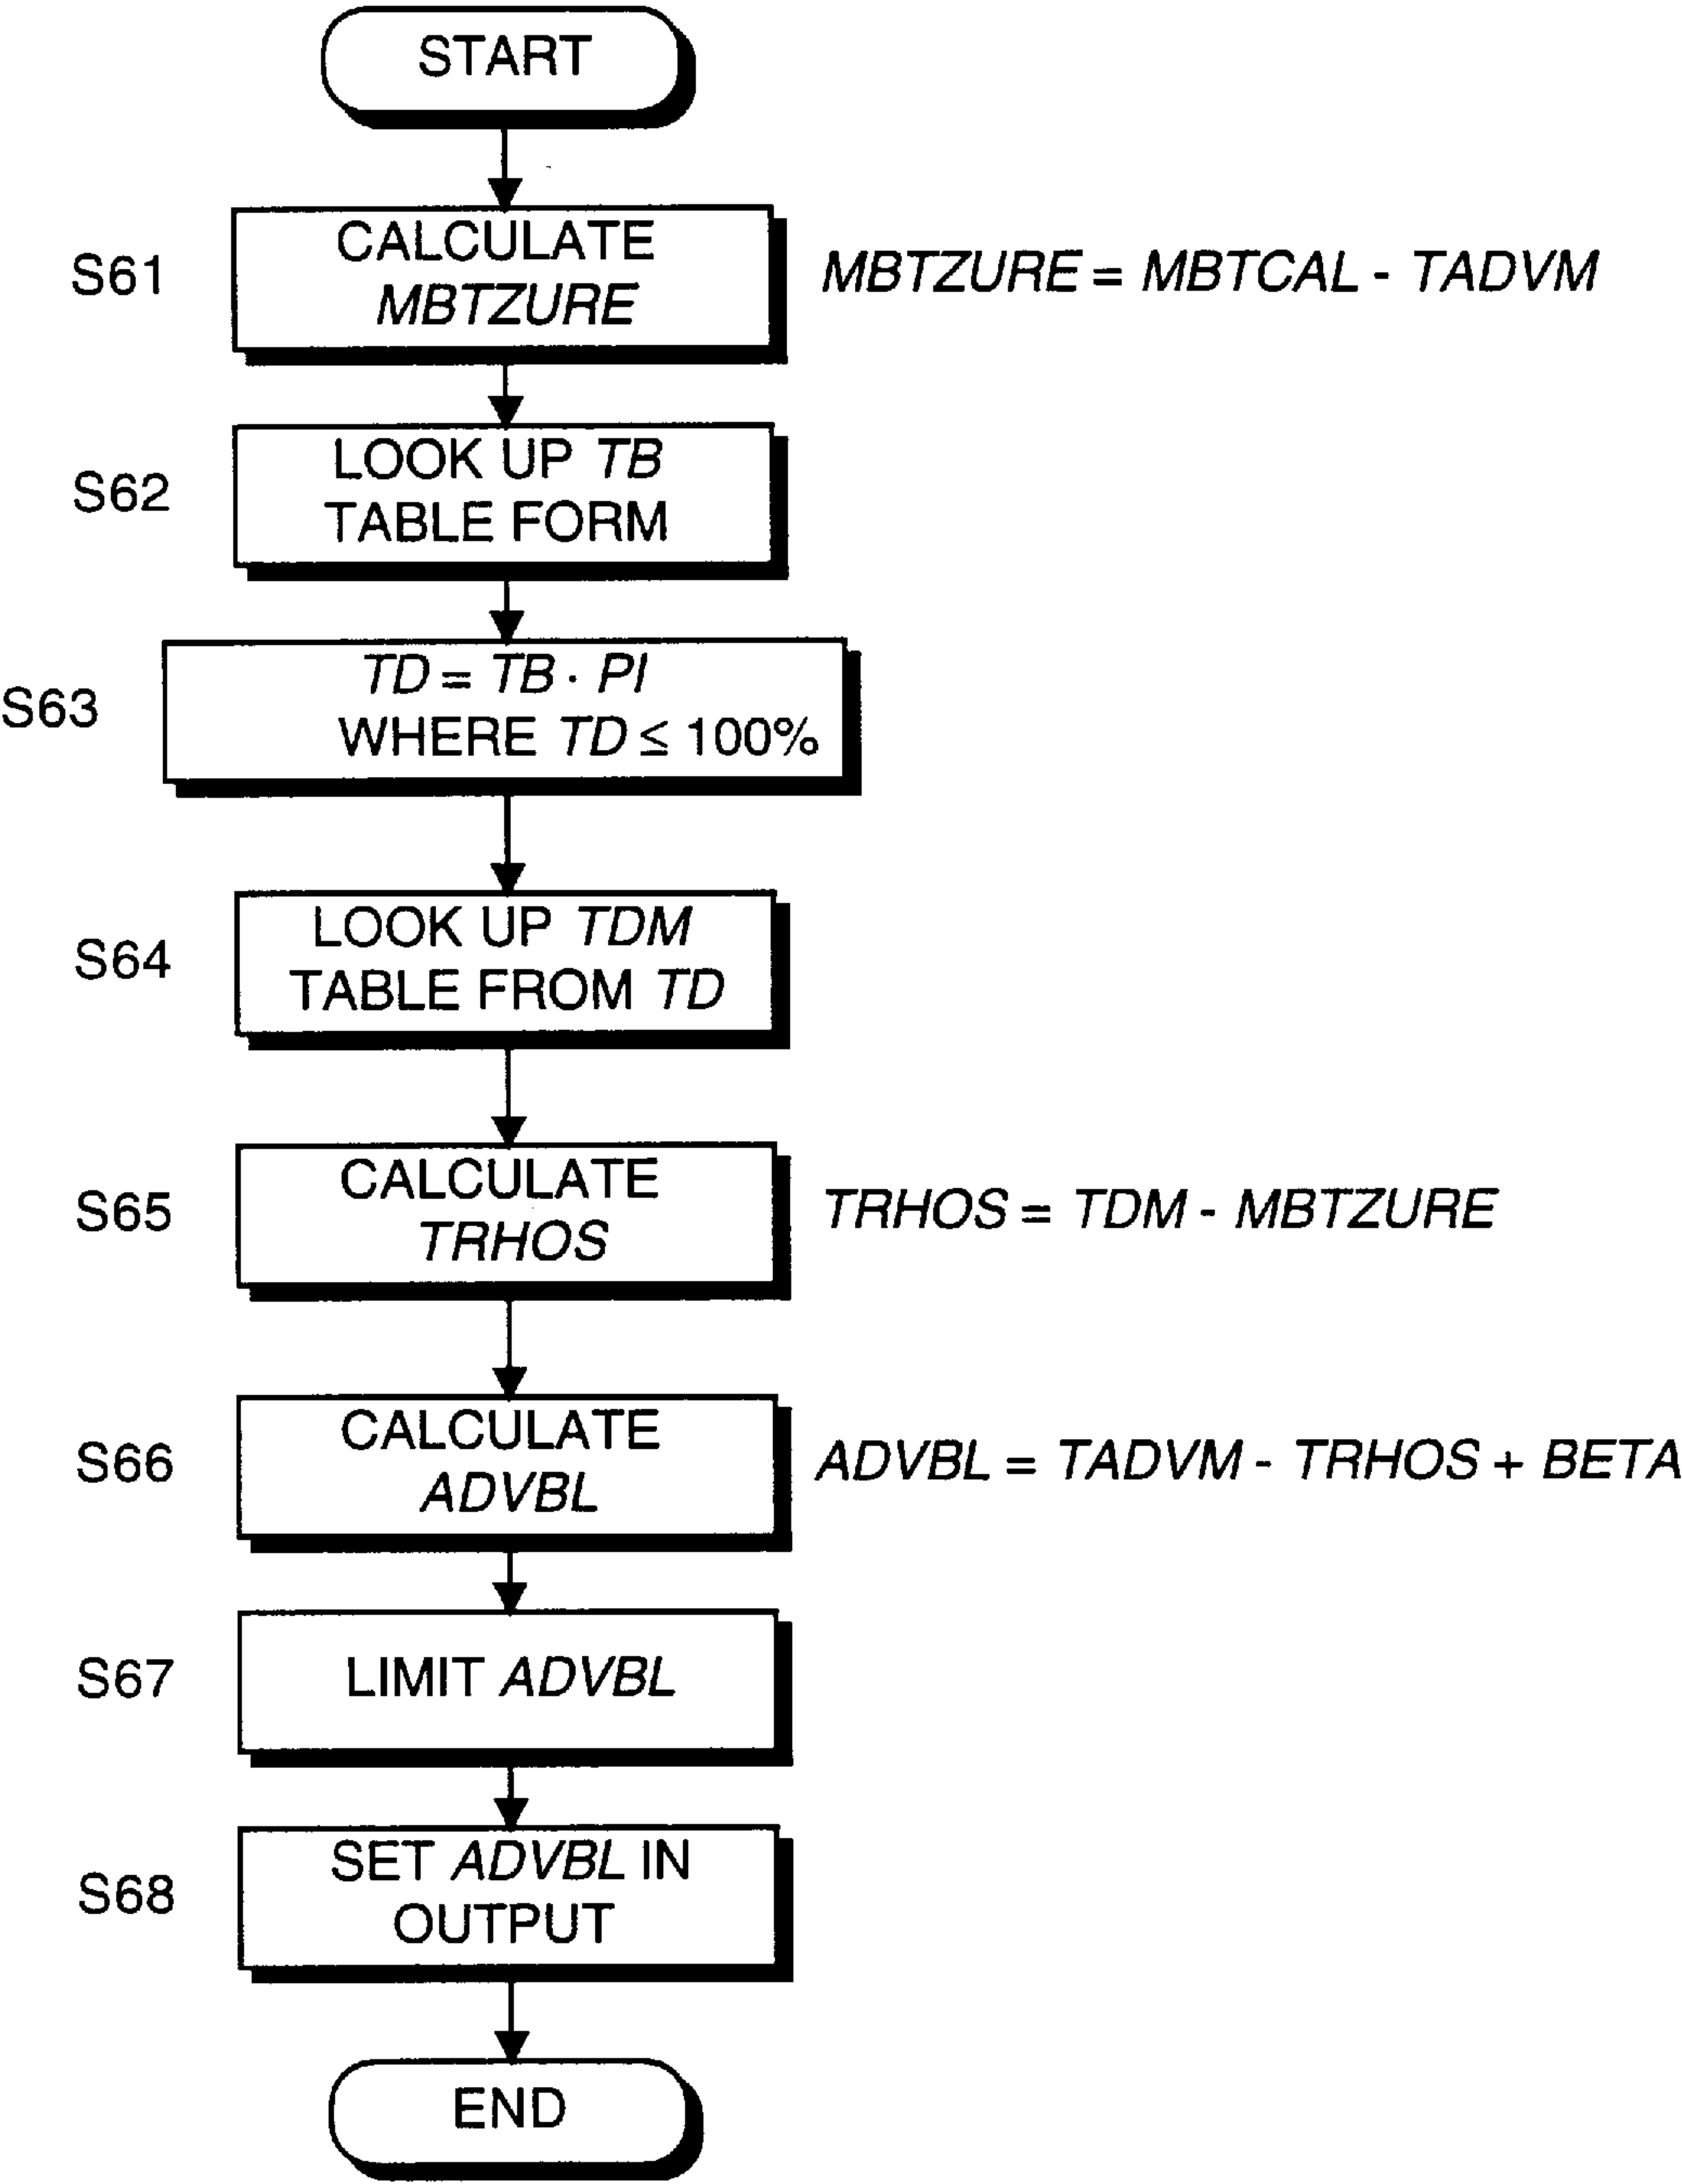 START
S61
CALCULATE
MBTZURE
MBTZURE = MBTCAL - TADVM
S62
LOOK UP TB
TABLE FORM
S63
TD = TB · PI
WHERE TD ≤ 100%
S64
LOOK UP TDM
TABLE FROM TD
S65
CALCULATE
TRHOS
TRHOS = TDM - MBTZURE
S66
CALCULATE
ADVBL
ADVBL = TADVM - TRHOS + BETA
S67
LIMIT ADVBL
S68
SET ADVBL IN
OUTPUT
END